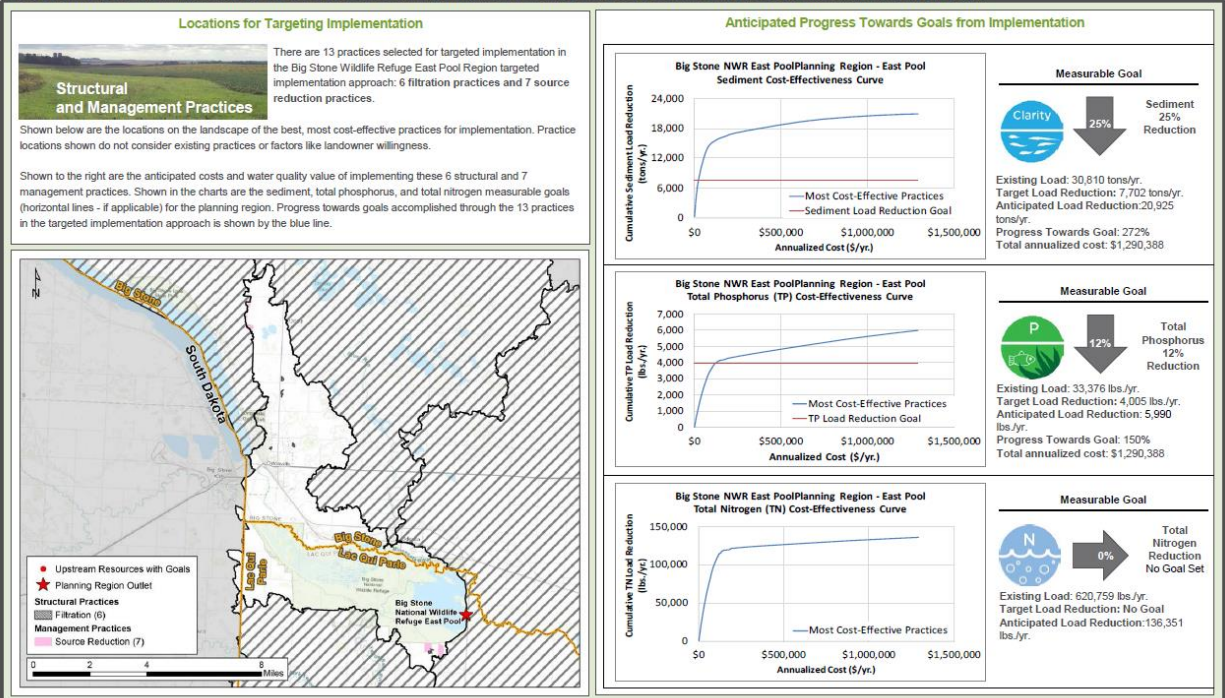 Locations for Targeting Implementation
Structural
and Management Practices
There are 13 practices selected for targeted implementation in
the Big Stone Wildlife Refuge East Pool Region targeted
implementation approach: 6 filtration practices and 7 source
reduction practices.
Shown below are the locations on the landscape of the best, most cost-effective practices for implementation. Practice
locations shown do not consider existing practices or factors like landowner willingness.
Shown to the right are the anticipated costs and water quality value of implementing these 6 structural and 7
management practices. Shown in the charts are the sediment, total phosphorus, and total nitrogen measurable goals
(horizontal lines - if applicable) for the planning region. Progress towards goals accomplished through the 13 practices
in the targeted implementation approach is shown by the blue line.
N
Big Stone
South Dakota
Big Stone
City
BIG STONE
LAC QUI PARLE
Big Stone
Lac Qui Parle
Lac Qui
Parle
Big Stone
National
Wildlife Refuge
Big Stone
National Wildlife
Refuge East Pool
Upstream Resources with Goals
Planning Region Outlet
Structural Practices
Filtration (6)
Management Practices
Source Reduction (7)
0 2 4 8
Miles
Anticipated Progress Towards Goals from Implementation
Big Stone NWR East PoolPlanning Region - East Pool
Sediment Cost-Effectiveness Curve
Cumulative Sediment Load Reduction
(tons/yr.)
24,000
18,000
12,000
6,000
0
Most Cost-Effective Practices
Sediment Load Reduction Goal
$0 $500,000 $1,000,000 $1,500,000
Annualized Cost ($/yr.)
Measurable Goal
Clarity
25%
Sediment
25%
Reduction
Existing Load: 30,810 tons/yr.
Target Load Reduction: 7,702 tons/yr.
Anticipated Load Reduction:20,925
tons/yr.
Progress Towards Goal: 272%
Total annualized cost: $1,290,388
Big Stone NWR East PoolPlanning Region - East Pool
Total Phosphorus (TP) Cost-Effectiveness Curve
Cumulative TP Load Reduction
(lbs./yr.)
7,000
6,000
5,000
4,000
3,000
2,000
1,000
0
Most Cost-Effective Practices
TP Load Reduction Goal
$0 $500,000 $1,000,000 $1,500,000
Annualized Cost ($/yr.)
Measurable Goal
P
12%
Total
Phosphorus
12%
Reduction
Existing Load: 33,376 lbs./yr.
Target Load Reduction: 4,005 lbs./yr.
Anticipated Load Reduction: 5,990
lbs./yr.
Progress Towards Goal: 150%
Total annualized cost: $1,290,388
Big Stone NWR East PoolPlanning Region - East Pool
Total Nitrogen (TN) Cost-Effectiveness Curve
Cumulative TN Load Reduction
(lbs./yr.)
150,000
100,000
50,000
0
Most Cost-Effective Practices
$0 $500,000 $1,000,000 $1,500,000
Annualized Cost ($/yr.)
Measurable Goal
N
0%
Total
Nitrogen
Reduction
No Goal Set
Existing Load: 620,759 lbs./yr.
Target Load Reduction: No Goal
Anticipated Load Reduction:136,351
lbs./yr.